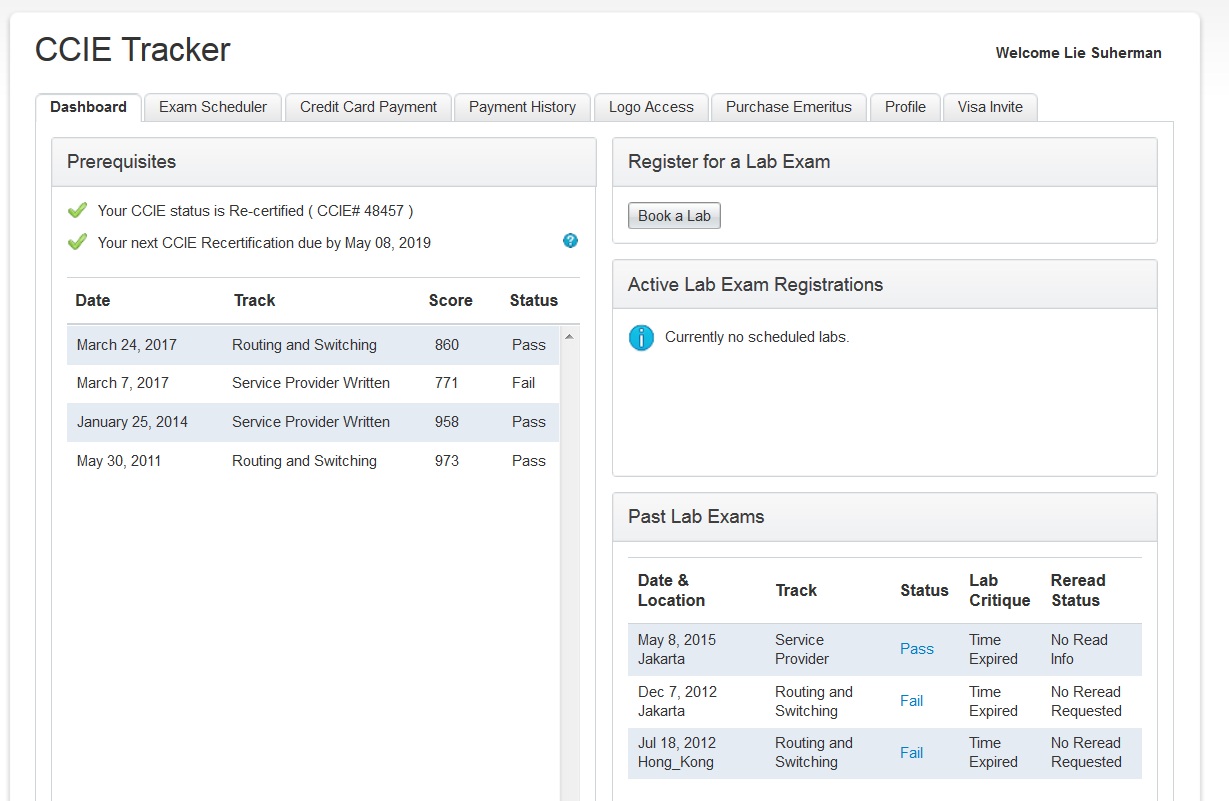 CCIE Tracker
Welcome Lie Suherman
Dashboard Exam Scheduler Credit Card Payment Payment History Logo Access Purchase Emeritus Profile Visa Invite
Prerequisites
Your CCIE status is Re-certified ( CCIE# 48457 )
Your next CCIE Recertification due by May 08, 2019
?
Date Track Score Status
March 24, 2017 Routing and Switching 860 Pass
March 7, 2017 Service Provider Written 771 Fail
January 25, 2014 Service Provider Written 958 Pass
May 30, 2011 Routing and Switching 973 Pass
Register for a Lab Exam
Book a Lab
Active Lab Exam Registrations
i
Currently no scheduled labs.
Past Lab Exams
Date & Track Status Lab Reread
Location Critique Status
May 8, 2015 Service Pass Time No Read
Jakarta Provider Expired Info
Dec 7, 2012 Routing and Fail Time No Reread
Jakarta Switching Expired Requested
Jul 18, 2012 Routing and Fail Time No Reread
Hong_Kong Switching Expired Requested